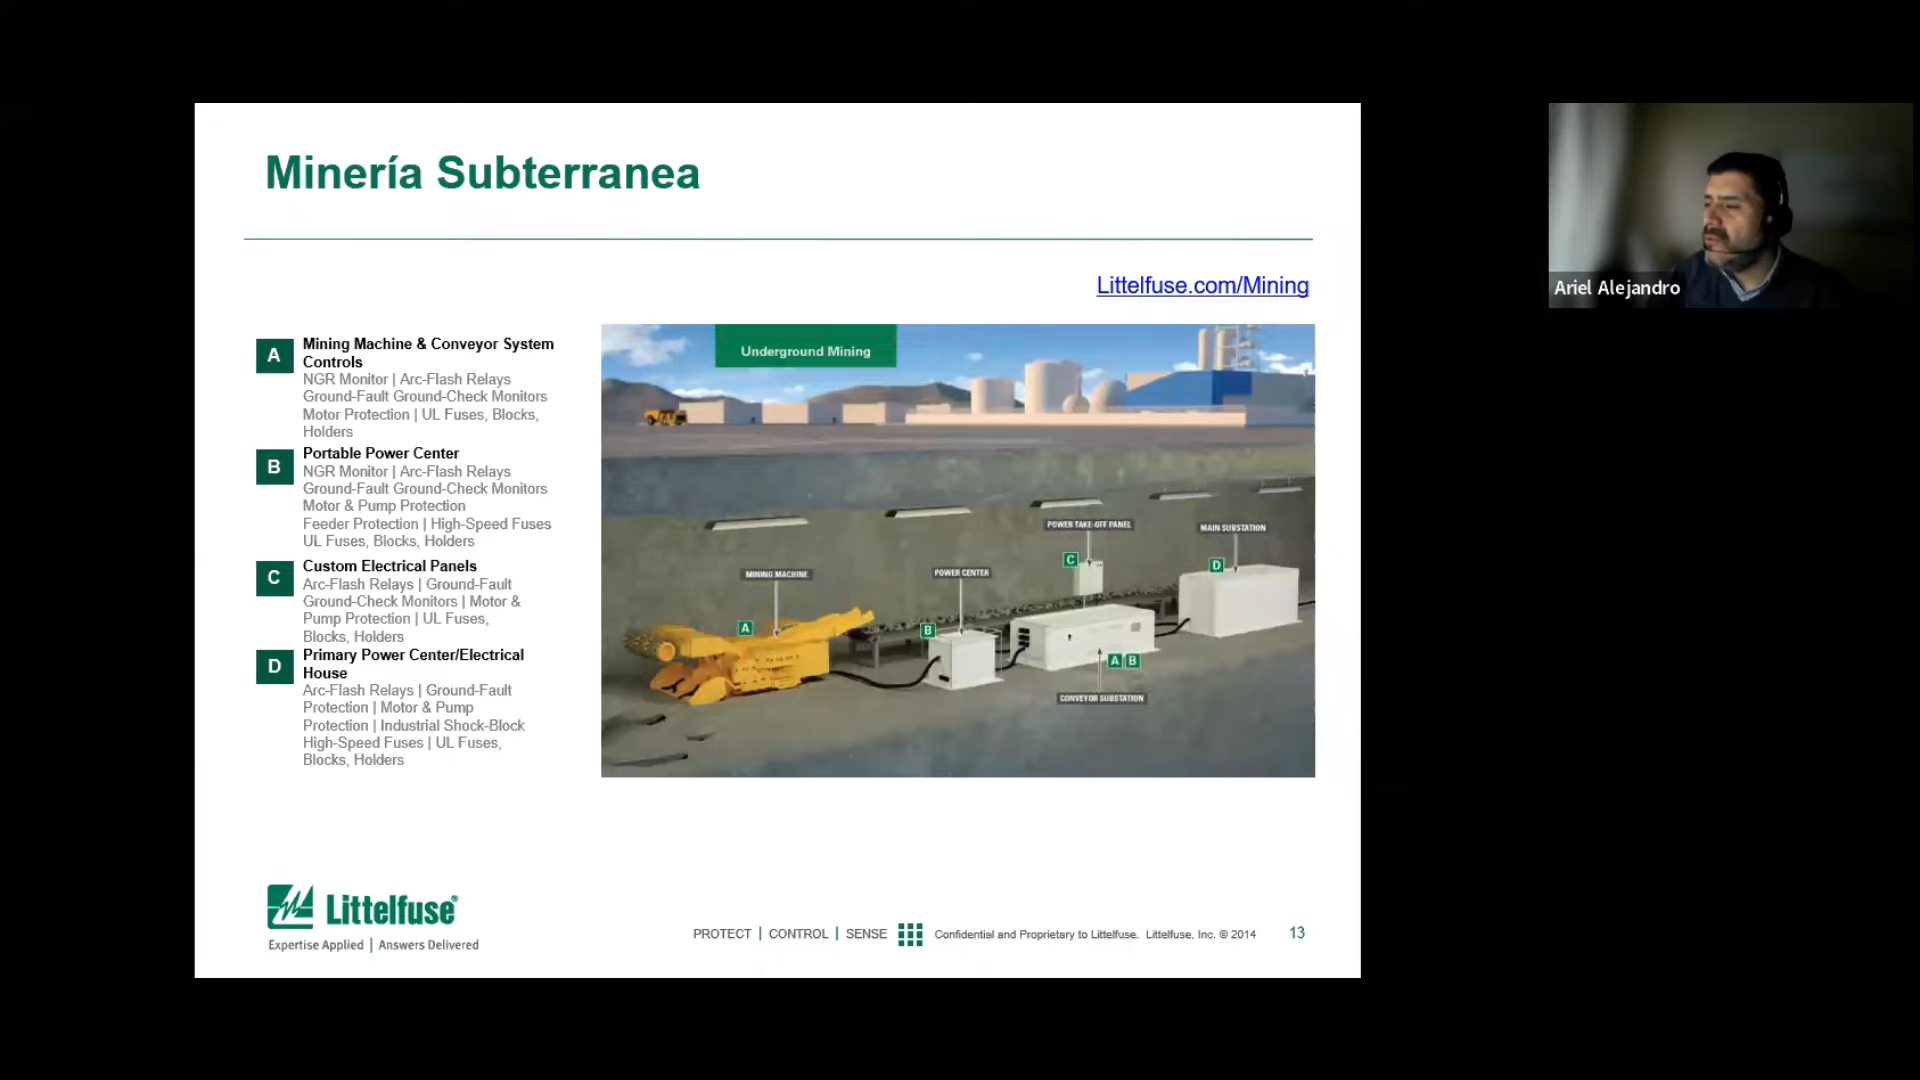 Minería Subterranea
Littelfuse.com/Mining
A
Mining Machine & Conveyor System
Controls
NGR Monitor | Arc-Flash Relays
Ground-Fault Ground-Check Monitors
Motor Protection | UL Fuses, Blocks,
Holders
B
Portable Power Center
NGR Monitor | Arc-Flash Relays
Ground-Fault Ground-Check Monitors
Motor & Pump Protection
Feeder Protection | High-Speed Fuses
UL Fuses, Blocks, Holders
C
Custom Electrical Panels
Arc-Flash Relays | Ground-Fault
Ground-Check Monitors | Motor &
Pump Protection | UL Fuses,
Blocks, Holders
D
Primary Power Center/Electrical
House
Arc-Flash Relays | Ground-Fault
Protection | Motor & Pump
Protection | Industrial Shock-Block
High-Speed Fuses | UL Fuses,
Blocks, Holders
Underground Mining
POWER TAKE-OFF PANEL
MAIN SUBSTATION
C
D
MINING MACHINE
POWER CENTER
A
B
A B
CONVEYOR SUBSTATION
Littelfuse®
Expertise Applied | Answers Delivered
PROTECT | CONTROL | SENSE
Confidential and Proprietary to Littelfuse. Littelfuse, Inc. © 2014
13
Ariel Alejandro